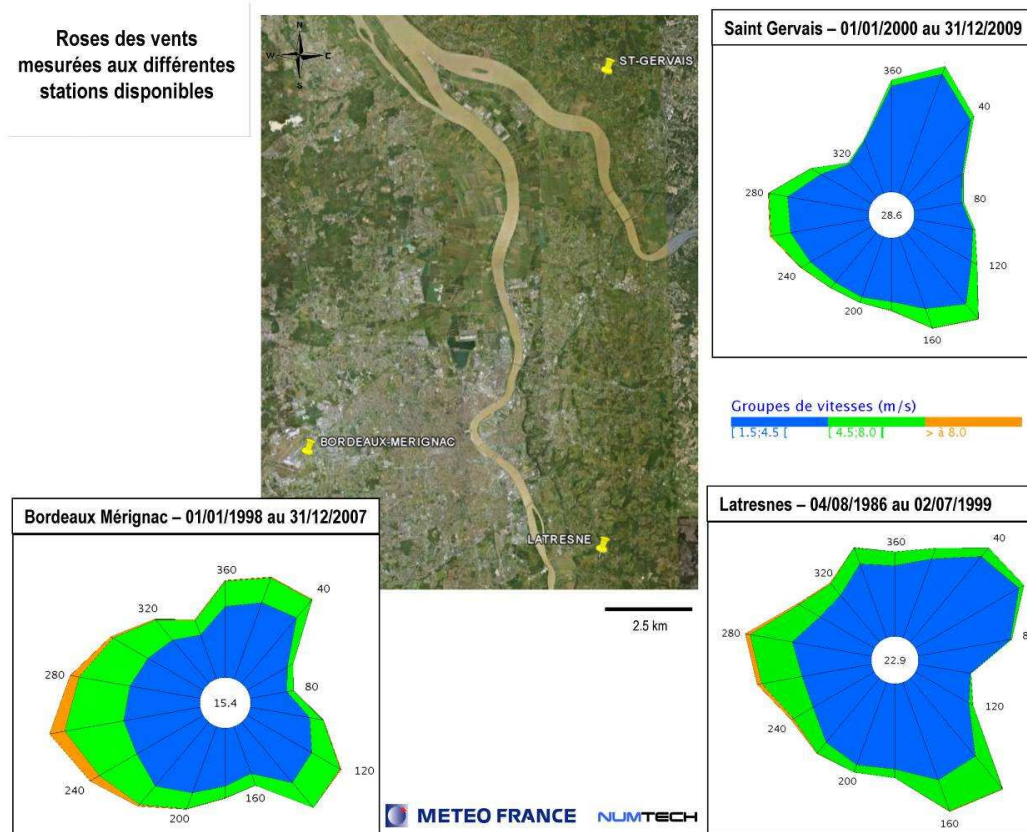 Roses des vents
mesurées aux différentes
stations disponibles
N
W
E
S
ST-GERVAIS
BORDEAUX-MERIGNAC
LATRESNE
2.5 km
Saint Gervais – 01/01/2000 au 31/12/2009
360
40
320
280
80
28.6
240
120
200
160
Groupes de vitesses (m/s)
[ 1.5;4.5 [
[ 4.5;8.0 [
> à 8.0
Bordeaux Mérignac – 01/01/1998 au 31/12/2007
360
40
320
280
80
15.4
120
240
160
200
Latresnes – 04/08/1986 au 02/07/1999
360
40
320
280
8
22.9
120
240
200
160
METEO FRANCE
NUMTECH